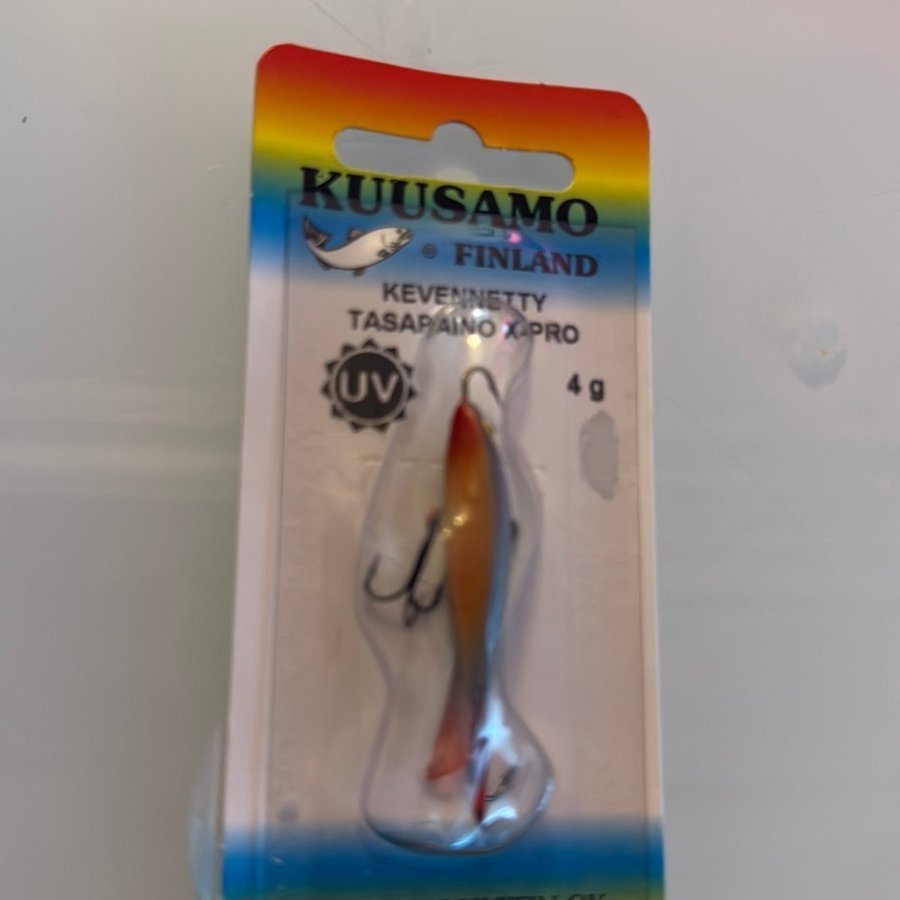 KUUSAMO
® FINLAND
KEVENNETTY
TASAPAINO X-PRO
UV
4 g